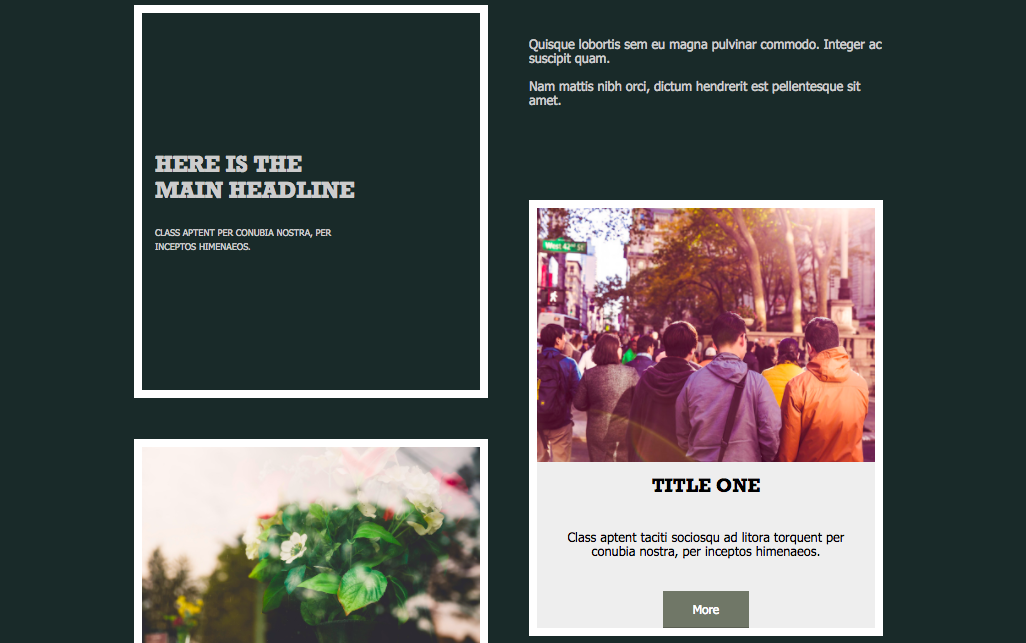 HERE IS THE
MAIN HEADLINE
CLASS APTENT PER CONUBIA NOSTRA, PER
INCEPTOS HIMENAEOS.
Quisque lobortis sem eu magna pulvinar commodo. Integer ac
suscipit quam.
Nam mattis nibh orci, dictum hendrerit est pellentesque sit
amet.
West 42nd St
TITLE ONE
Class aptent taciti sociosqu ad litora torquent per
conubia nostra, per inceptos himenaeos.
More